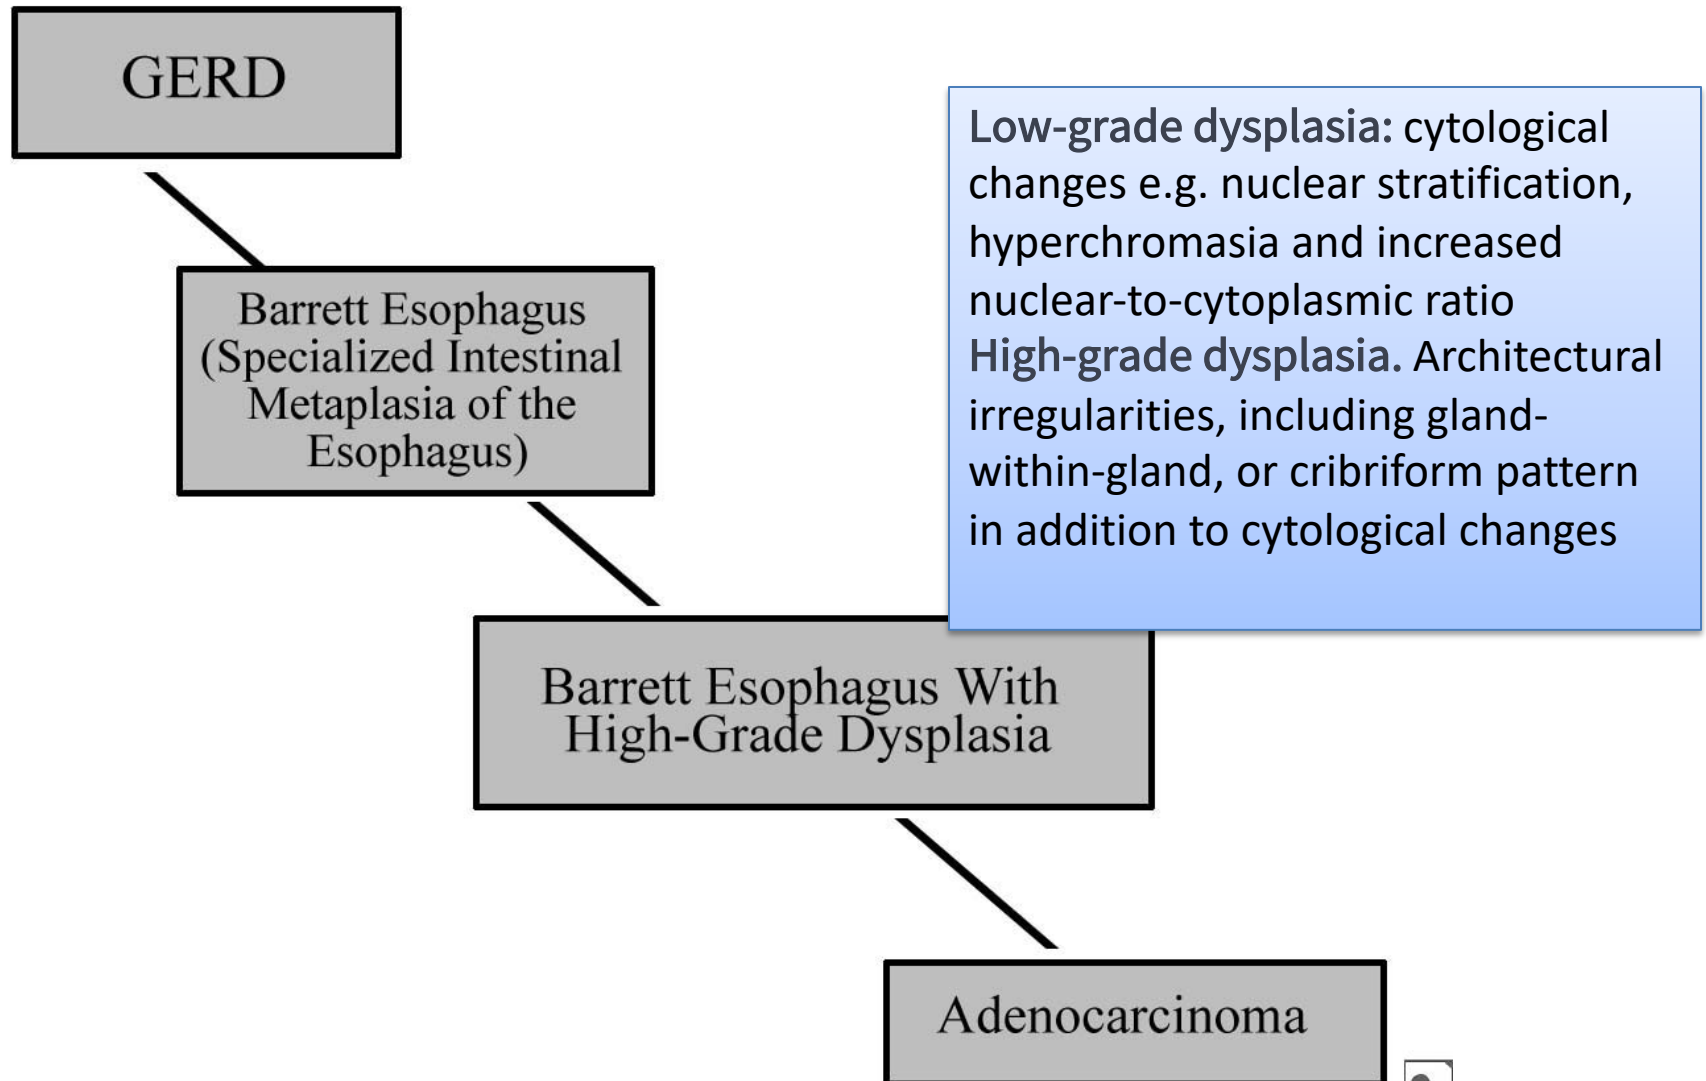 GERD
Barrett Esophagus
(Specialized Intestinal
Metaplasia of the
Esophagus)
Low-grade dysplasia: cytological
changes e.g. nuclear stratification,
hyperchromasia and increased
nuclear-to-cytoplasmic ratio
High-grade dysplasia. Architectural
irregularities, including gland-
within-gland, or cribriform pattern
in addition to cytological changes
Barrett Esophagus With
High-Grade Dysplasia
Adenocarcinoma